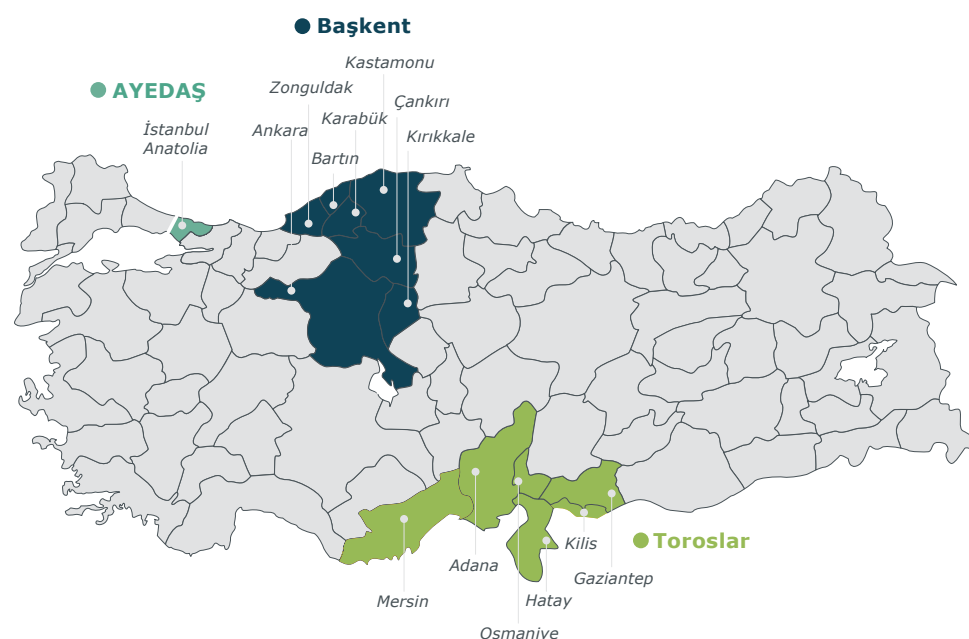 Başkent
Kastamonu
Zonguldak
AYEDAŞ
Çankırı
Karabük
İstanbul
Anatolia
Ankara
Kırıkkale
Bartın
Toroslar
Kilis
Adana
Gaziantep
Mersin
Hatay
Osmaniye